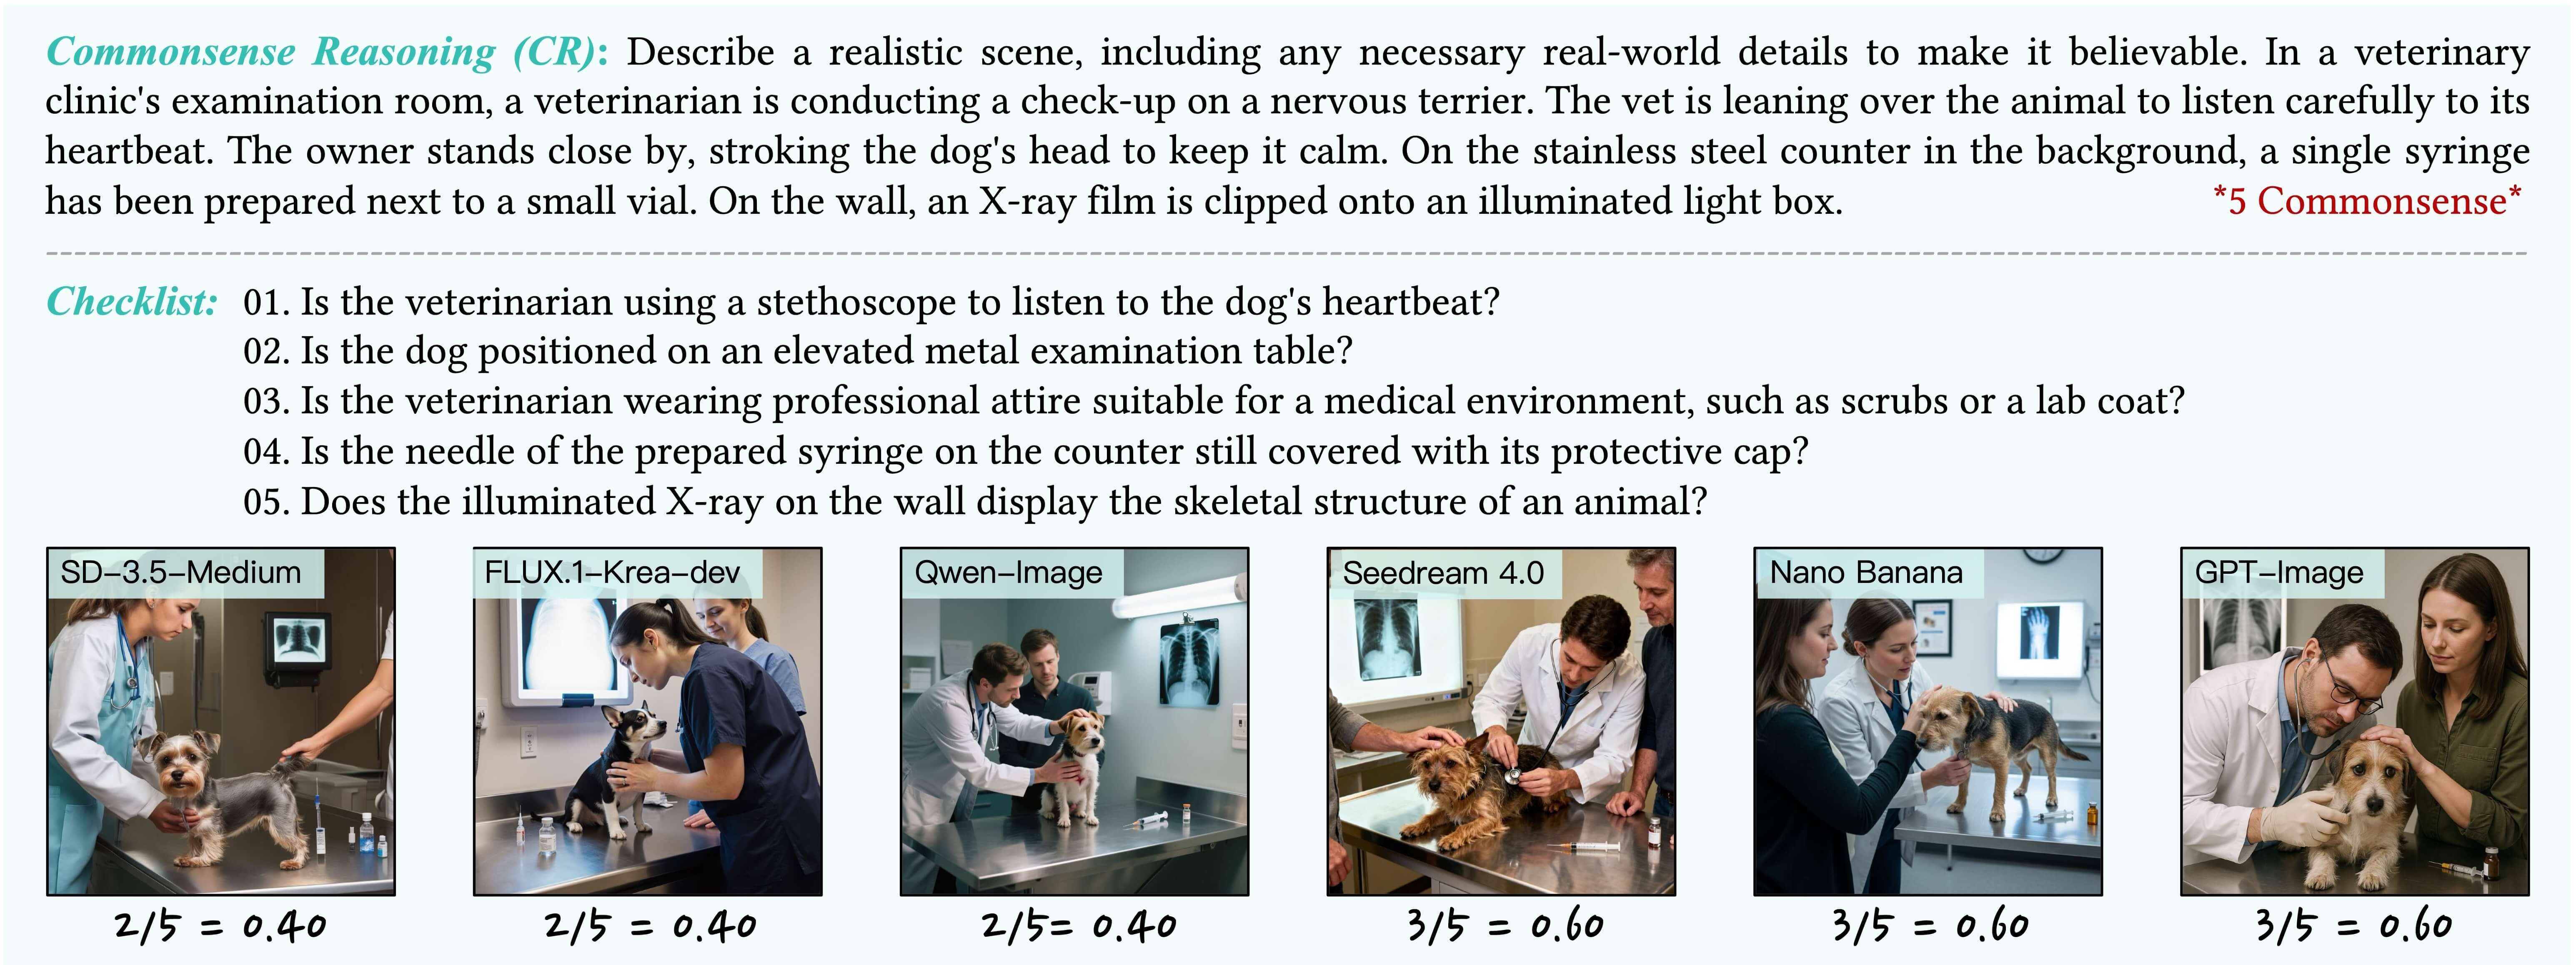 Commonsense Reasoning (CR): Describe a realistic scene, including any necessary real-world details to make it believable. In a veterinary
clinic's examination room, a veterinarian is conducting a check-up on a nervous terrier. The vet is leaning over the animal to listen carefully to its
heartbeat. The owner stands close by, stroking the dog's head to keep it calm. On the stainless steel counter in the background, a single syringe
has been prepared next to a small vial. On the wall, an X-ray film is clipped onto an illuminated light box. *5 Commonsense*
Checklist: 01. Is the veterinarian using a stethoscope to listen to the dog's heartbeat?
02. Is the dog positioned on an elevated metal examination table?
03. Is the veterinarian wearing professional attire suitable for a medical environment, such as scrubs or a lab coat?
04. Is the needle of the prepared syringe on the counter still covered with its protective cap?
05. Does the illuminated X-ray on the wall display the skeletal structure of an animal?
SD-3.5-Medium FLUX.1-Krea-dev Qwen-Image Seedream 4.0 Nano Banana GPT-Image
2/5 = 0.40 2/5 = 0.40 2/5= 0.40 3/5 = 0.60 3/5 = 0.60 3/5 = 0.60